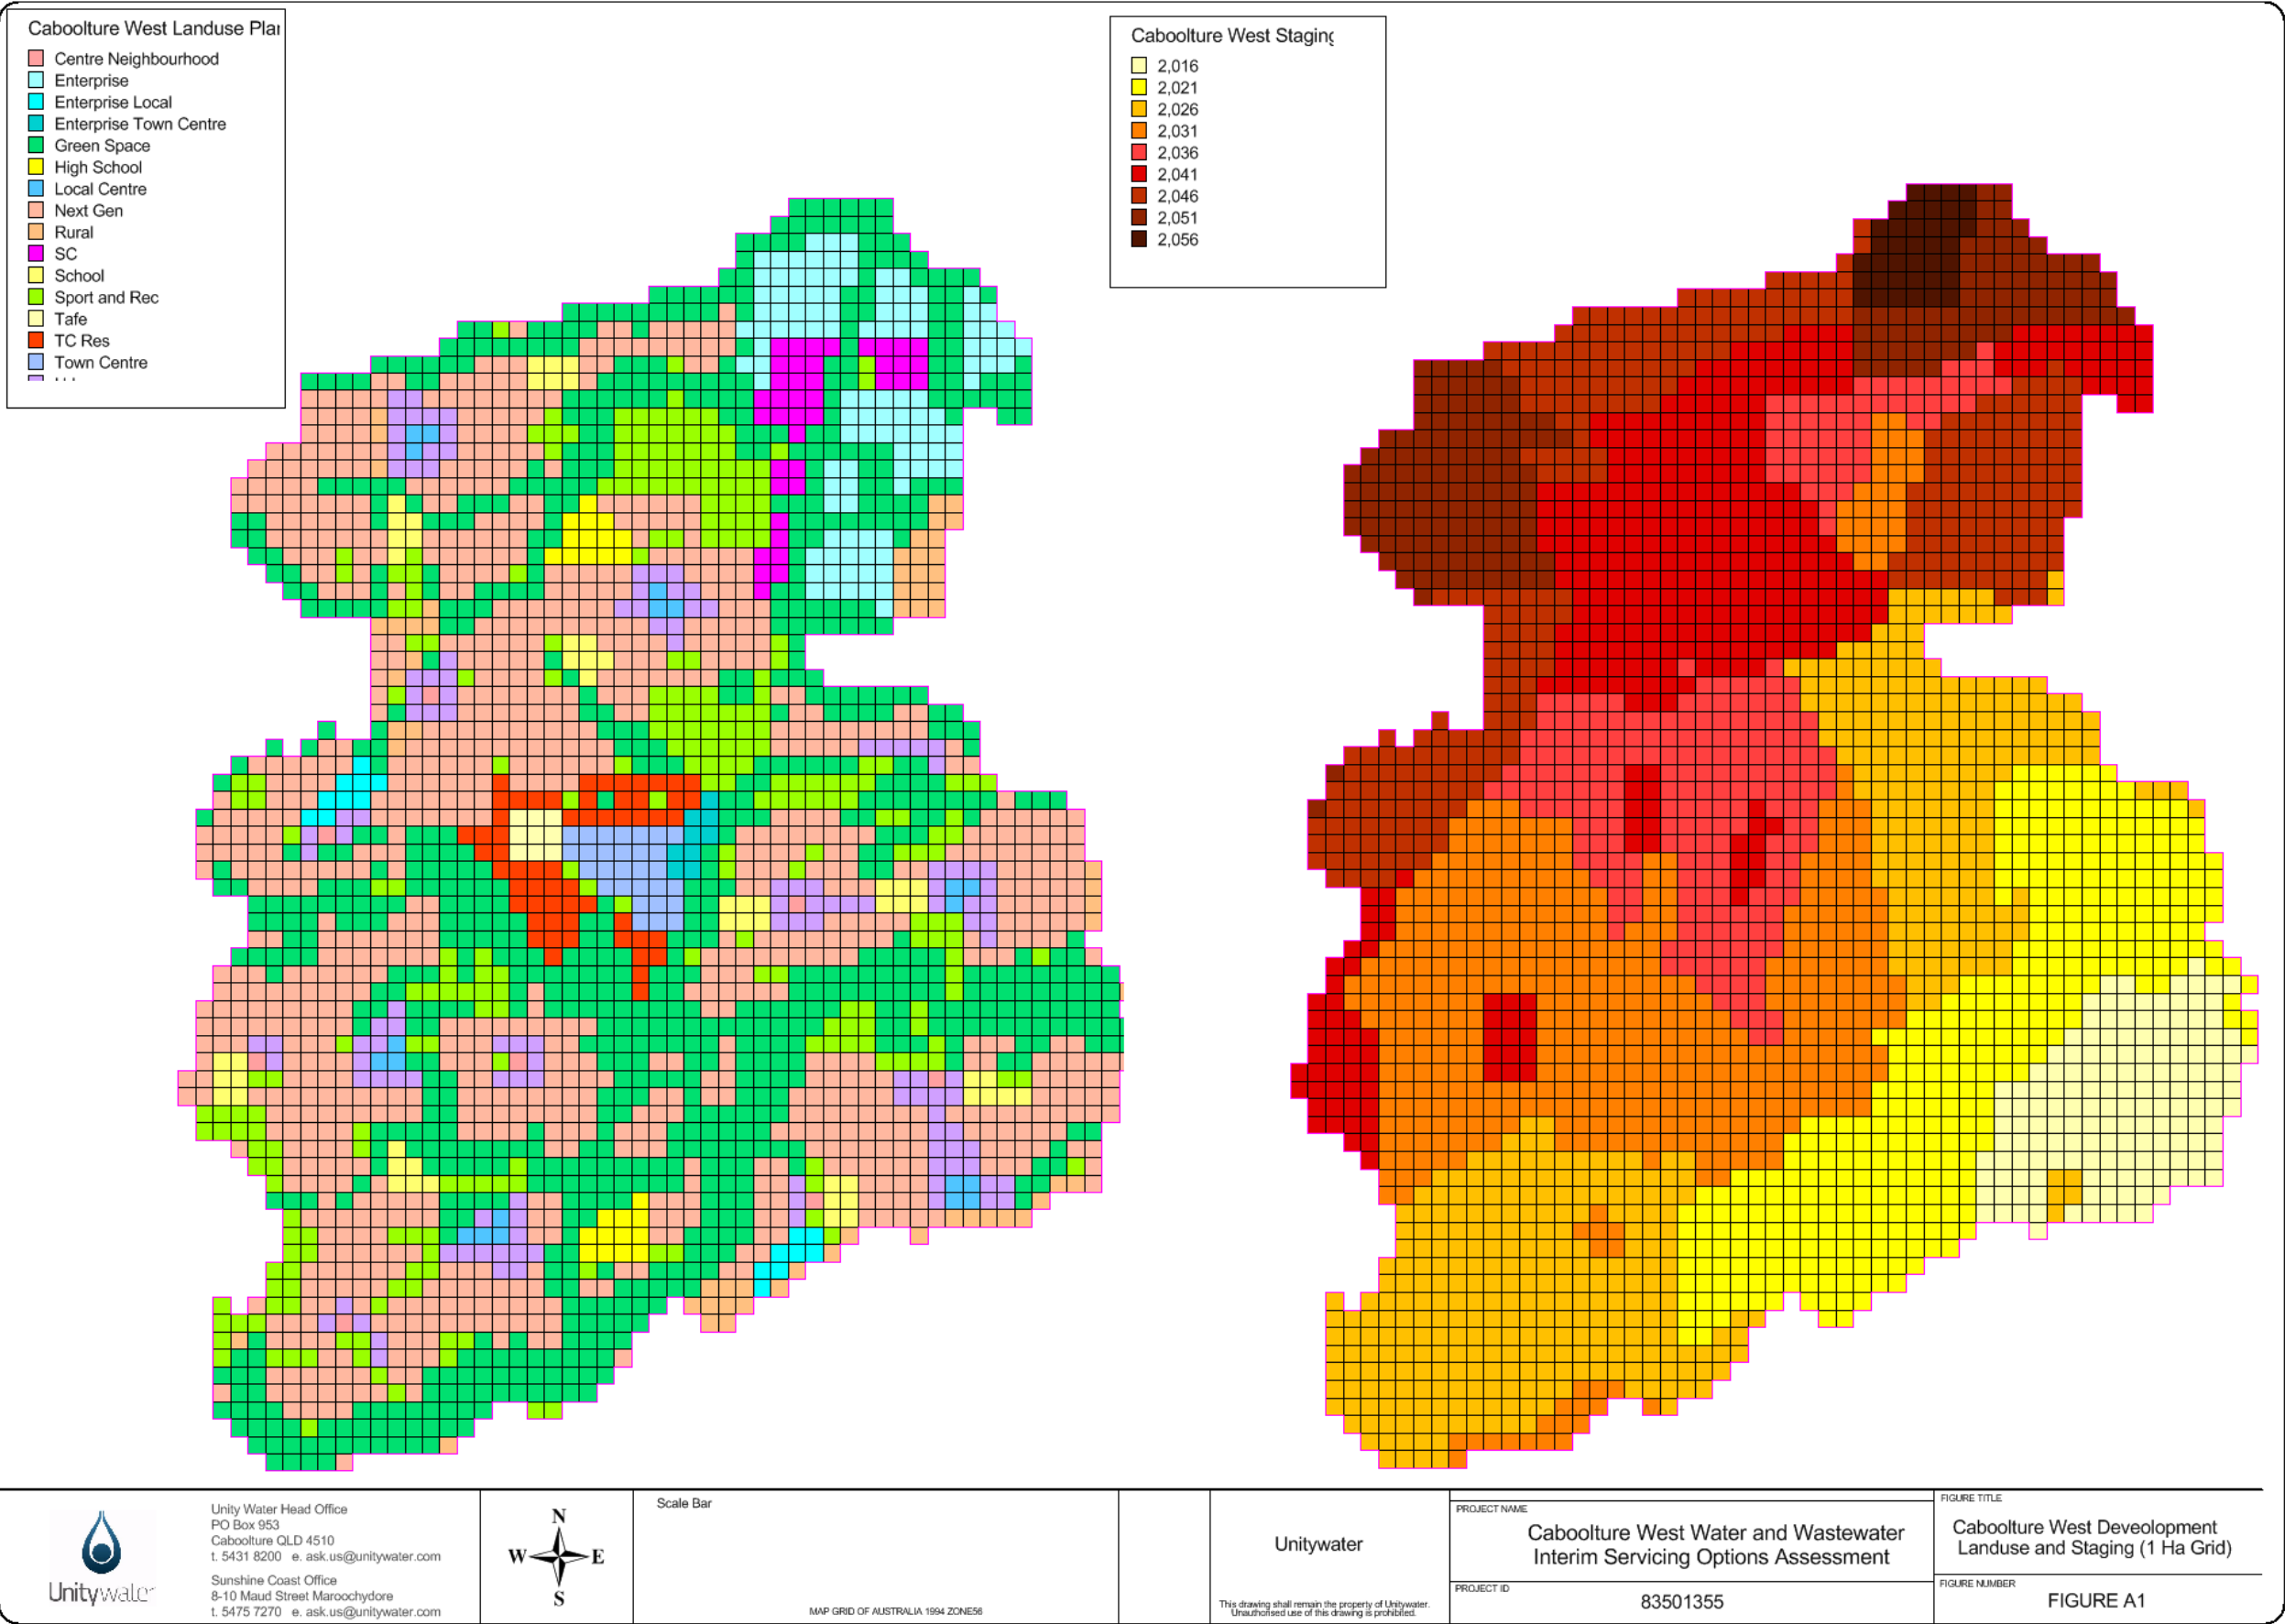 Caboolture West Landuse Plan
Centre Neighbourhood
Enterprise
Enterprise Local
Enterprise Town Centre
Green Space
High School
Local Centre
Next Gen
Rural
SC
School
Sport and Rec
Tafe
TC Res
Town Centre
Caboolture West Staging
2,016
2,021
2,026
2,031
2,036
2,041
2,046
2,051
2,056
Unitywater
Unity Water Head Office
PO Box 953
Caboolture QLD 4510
t. 5431 8200 e. ask.us@unitywater.com
Sunshine Coast Office
8-10 Maud Street Maroochydore
t. 5475 7270 e. ask.us@unitywater.com
N
W E
S
Scale Bar
MAP GRID OF AUSTRALIA 1994 ZONE56
Unitywater
This drawing shall remain the property of Unitywater.
Unauthorised use of this drawing is prohibited.
PROJECT NAME
Caboolture West Water and Wastewater
Interim Servicing Options Assessment
PROJECT ID
83501355
FIGURE TITLE
Caboolture West Deveolopment
Landuse and Staging (1 Ha Grid)
FIGURE NUMBER
FIGURE A1